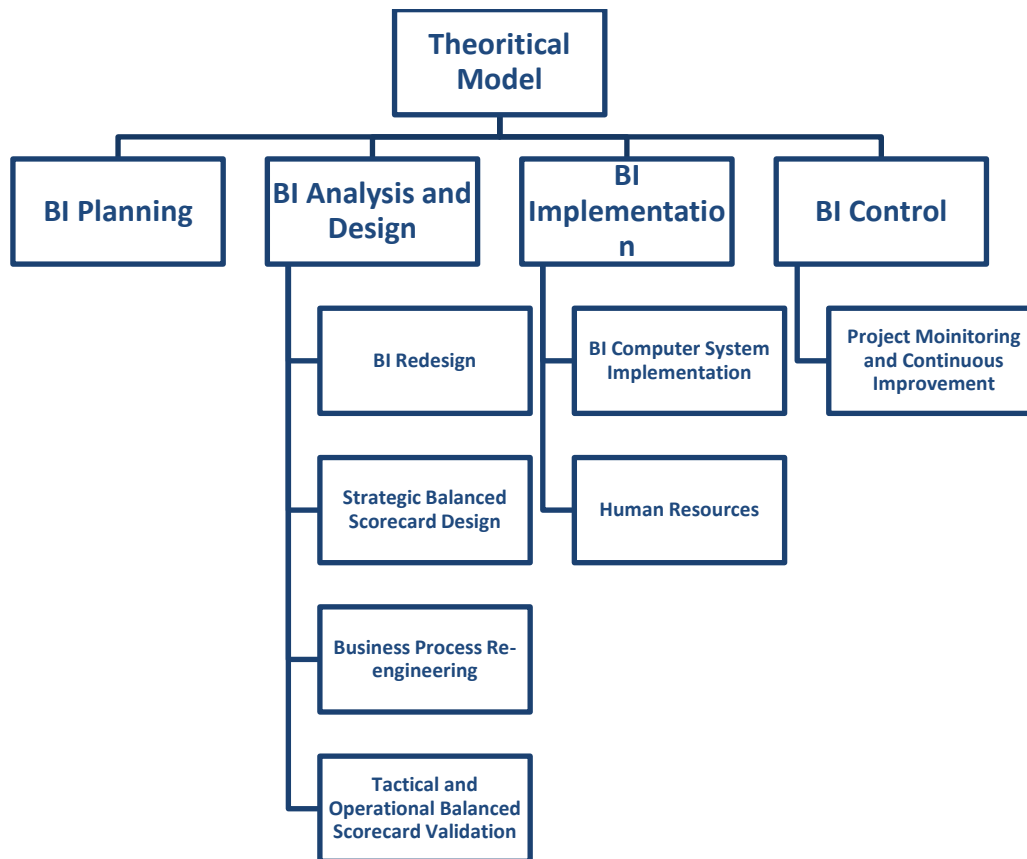 Theoritical
Model
BI Planning
BI Analysis and
Design
BI
Implementatio
n
BI Control
BI Redesign
Strategic Balanced
Scorecard Design
Business Process Re-
engineering
Tactical and
Operational Balanced
Scorecard Validation
BI Computer System
Implementation
Human Resources
Project Moinitoring
and Continuous
Improvement